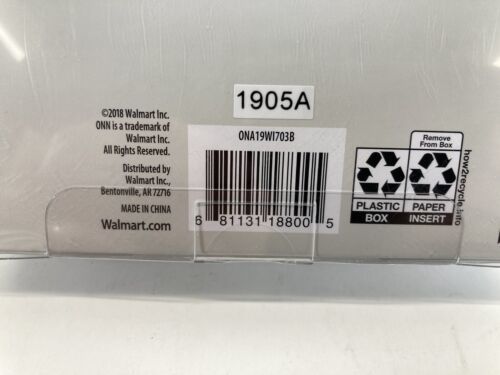 1905A
©2018 Walmart Inc.
ONN is a trademark of
Walmart Inc.
All Rights Reserved.
Distributed by
Walmart Inc.,
Bentonville, AR 72716
MADE IN CHINA
Walmart.com
ONA19WI703B
6 81131 18800 5
Remove
From Box
PLASTIC
BOX
PAPER
INSERT
how2recycle.info